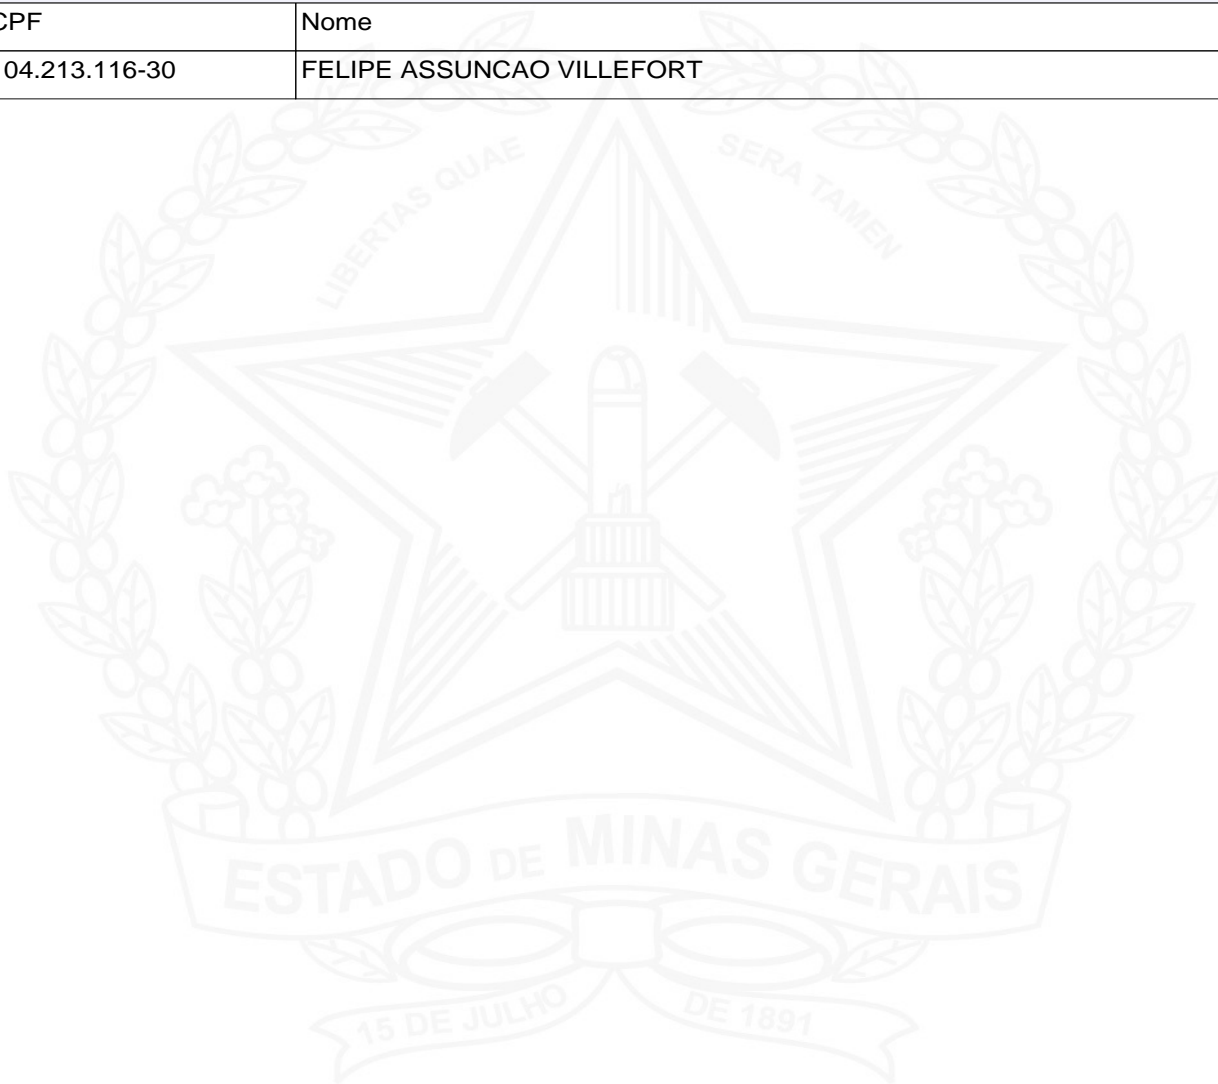 CPF Nome
04.213.116-30 FELIPE ASSUNCAO VILLEFORT
LIBERTAS QUAE SERA TAMEN
ESTADO DE MINAS GERAIS
15 DE JULHO DE 1891